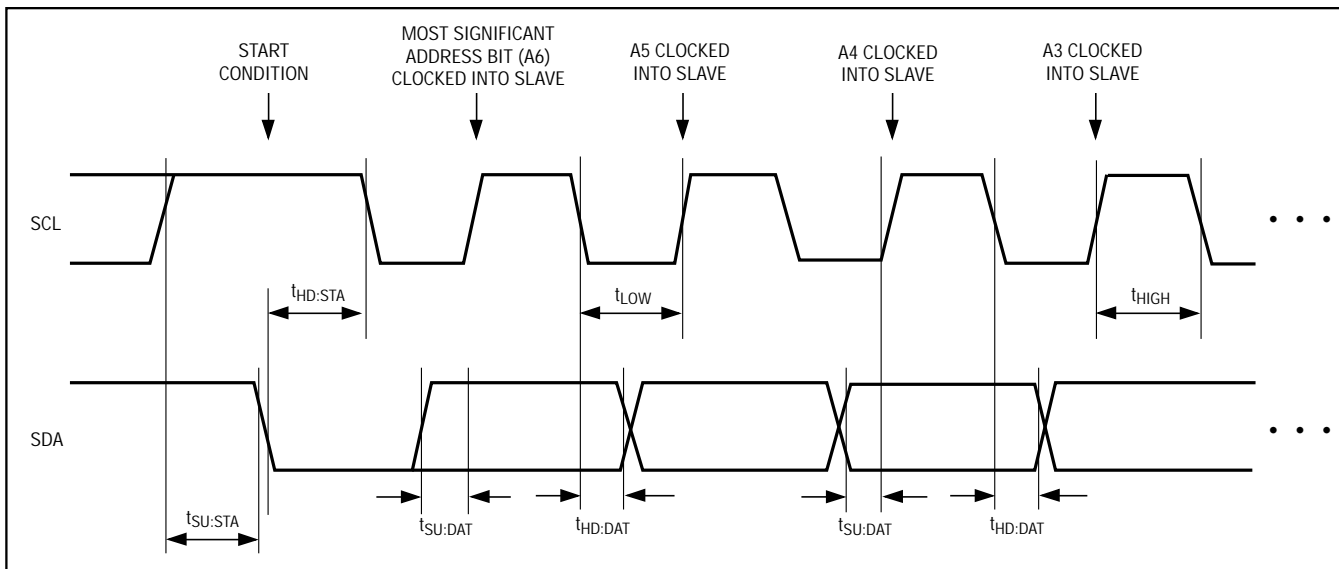 START
CONDITION
MOST SIGNIFICANT
ADDRESS BIT (A6)
CLOCKED INTO SLAVE
A5 CLOCKED
INTO SLAVE
A4 CLOCKED
INTO SLAVE
A3 CLOCKED
INTO SLAVE
SCL
tHD:STA
tLOW
tHIGH
SDA
tSU:STA
tSU:DAT
tHD:DAT
tSU:DAT
tHD:DAT